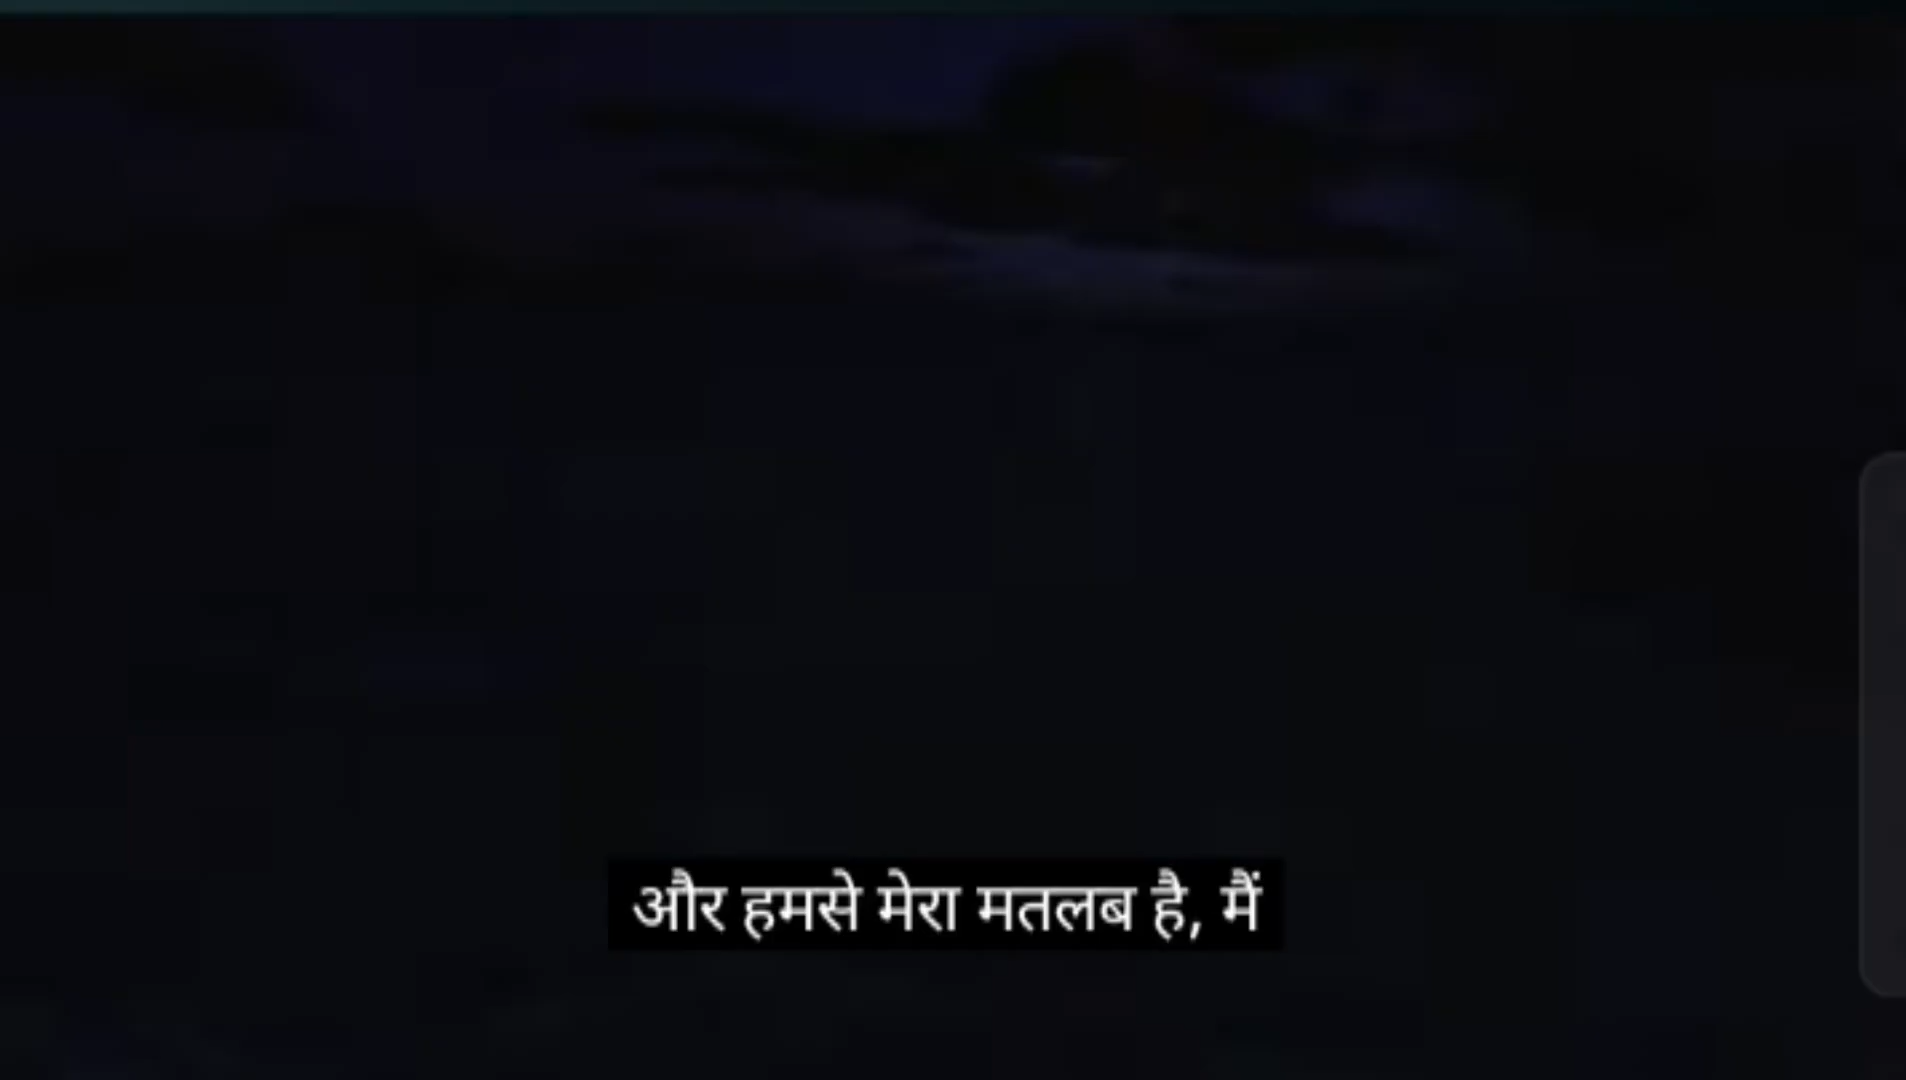 और हमसे मेरा मतलब है, मैं